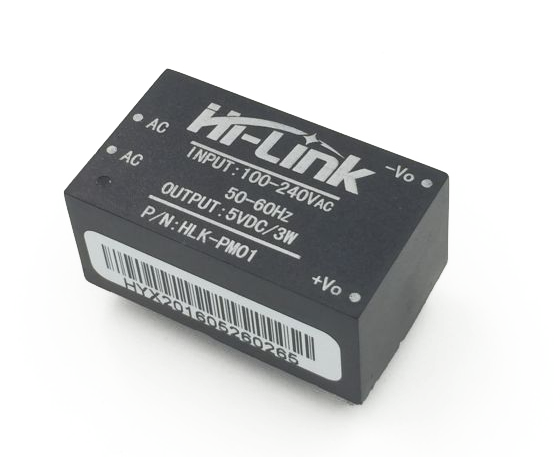 Hi-Link
AC
AC
INPUT:100-240VAC
50-60Hz
OUTPUT:5VDC/3W
P/N:HLK-PM01
-Vo
+Vo
HYX201605260265